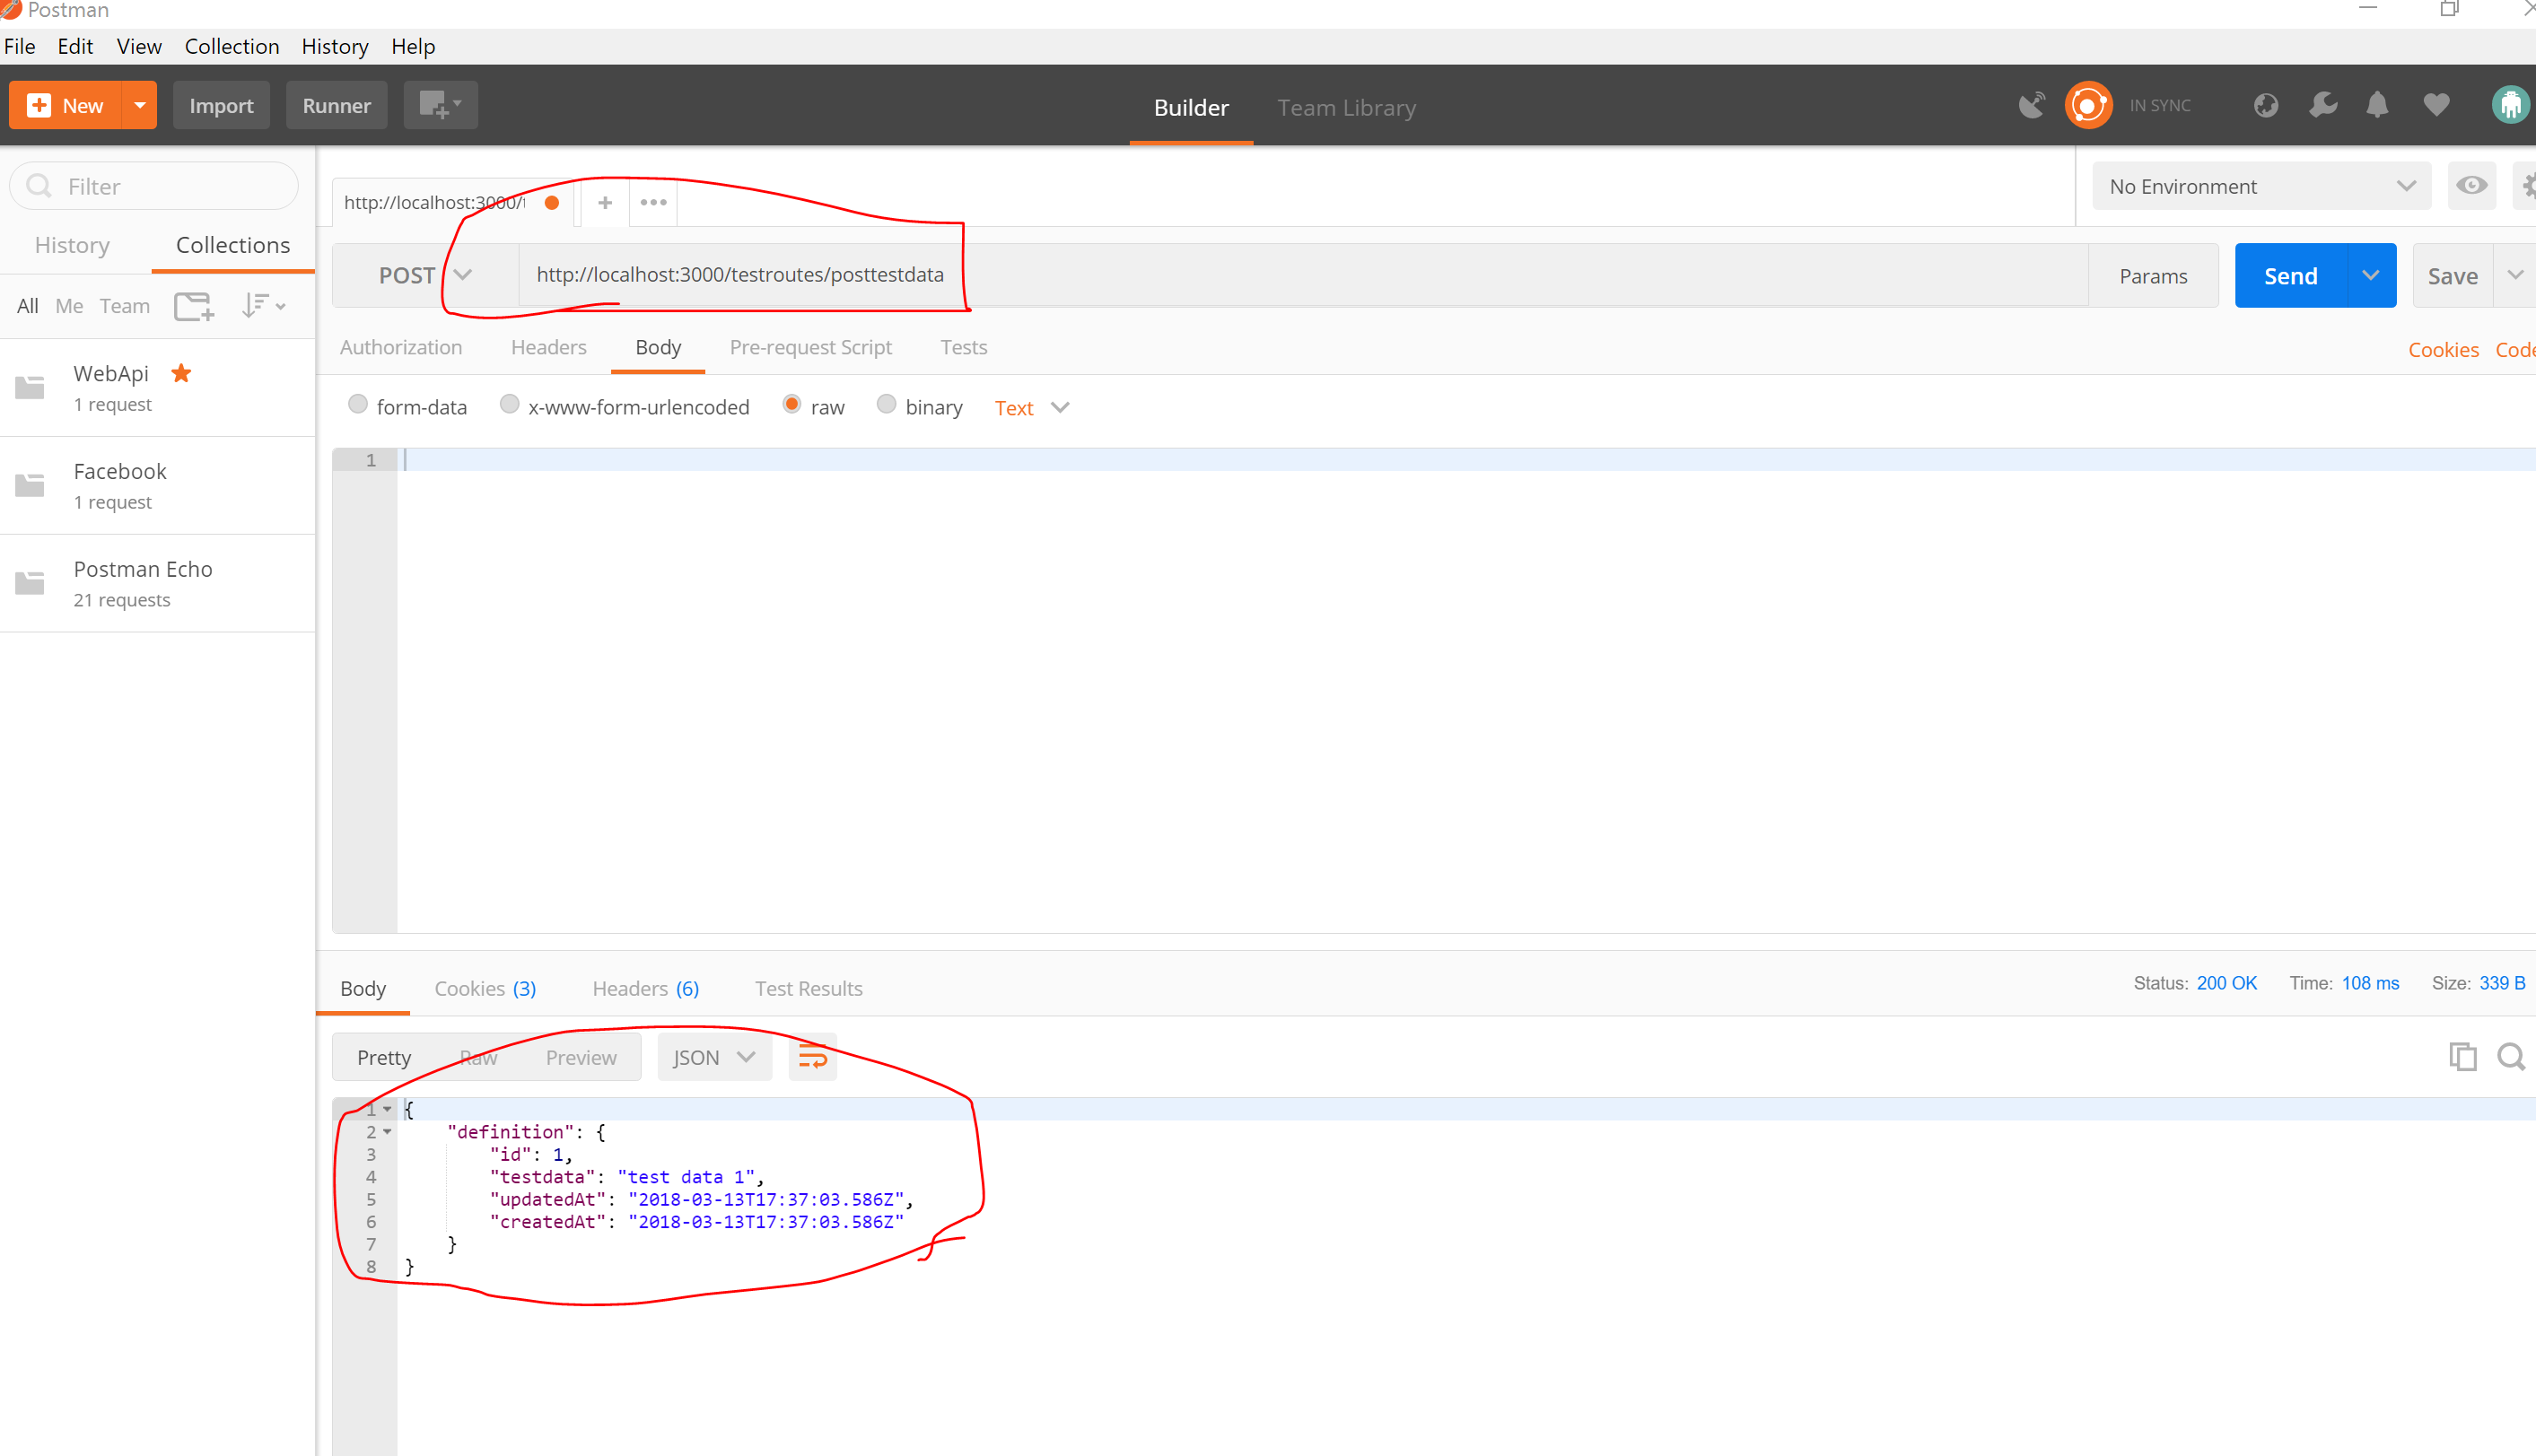 Postman
File Edit View Collection History Help
New Import Runner Builder Team Library IN SYNC
Filter
History Collections
All Me Team
WebApi
1 request
Facebook
1 request
Postman Echo
21 requests
http://localhost:3000/t + ••• No Environment
POST http://localhost:3000/testroutes/posttestdata Params Send Save
Authorization Headers Body Pre-request Script Tests Cookies Code
form-data x-www-form-urlencoded raw binary Text
1
Body Cookies (3) Headers (6) Test Results Status: 200 OK Time: 108 ms Size: 339 B
Pretty Raw Preview JSON
1 {
2 "definition": {
3 "id": 1,
4 "testdata": "test data 1",
5 "updatedAt": "2018-03-13T17:37:03.586Z",
6 "createdAt": "2018-03-13T17:37:03.586Z"
7 }
8 }